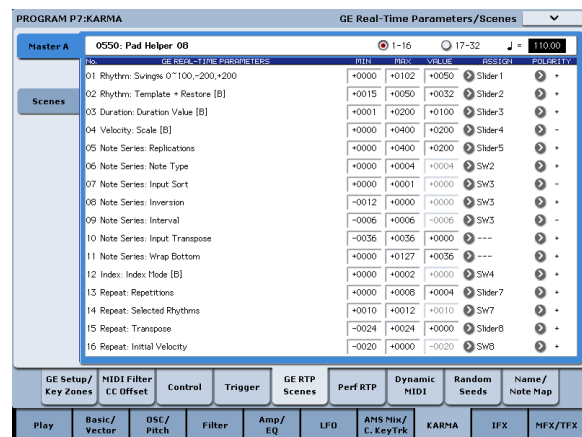 PROGRAM P7:KARMA GE Real-Time Parameters/Scenes
Master A
Scenes
0550: Pad Helper 08 1-16 17-32 ♩ = 110.00
No. GE REAL-TIME PARAMETERS MIN MAX VALUE ASSIGN POLARITY
01 Rhythm: Swing% 0~100,-200,+200 +0000 +0102 +0050 Slider1 +
02 Rhythm: Template + Restore [B] +0015 +0050 +0032 Slider2 +
03 Duration: Duration Value [B] +0001 +0200 +0100 Slider3 +
04 Velocity: Scale [B] +0000 +0400 +0200 Slider4 -
05 Note Series: Replications +0000 +0400 +0200 Slider5 +
06 Note Series: Note Type +0000 +0004 +0004 SW2 +
07 Note Series: Input Sort +0000 +0001 +0000 SW3 -
08 Note Series: Inversion -0012 +0000 +0000 SW3 +
09 Note Series: Interval -0006 +0006 -0006 SW3 -
10 Note Series: Input Transpose -0036 +0036 +0000 --- +
11 Note Series: Wrap Bottom +0000 +0127 +0036 --- +
12 Index: Index Mode [B] +0000 +0002 +0000 SW4 +
13 Repeat: Repetitions +0000 +0008 +0004 Slider7 +
14 Repeat: Selected Rhythms +0010 +0012 +0010 SW7 +
15 Repeat: Transpose -0024 +0024 +0000 Slider8 +
16 Repeat: Initial Velocity -0020 +0000 -0020 SW8 +
GE Setup/ Key Zones
MIDI Filter CC Offset
Control
Trigger
GE RTP Scenes
Perf RTP
Dynamic MIDI
Random Seeds
Name/ Note Map
Play
Basic/ Vector
OSC/ Pitch
Filter
Amp/ EQ
LFO
AMS Mix/ C. KeyTrk
KARMA
IFX
MFX/TFX